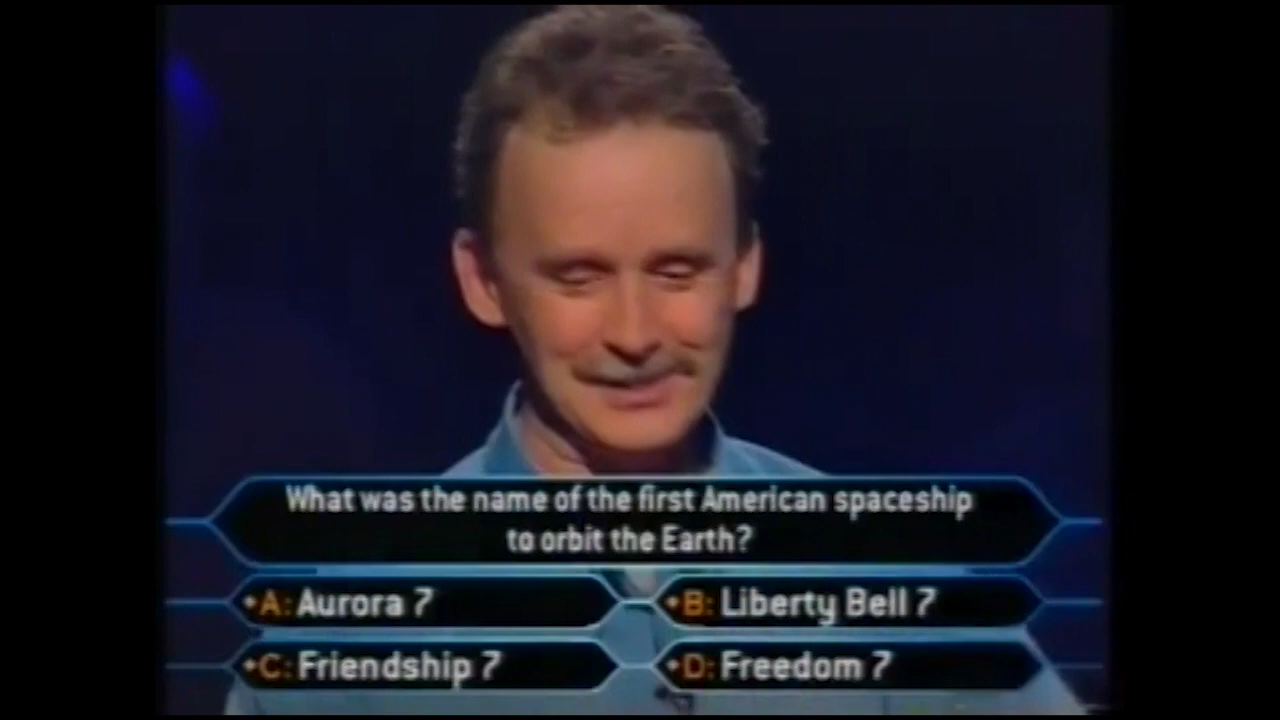 What was the name of the first American spaceship
to orbit the Earth?
A: Aurora 7
B: Liberty Bell 7
C: Friendship 7
D: Freedom 7